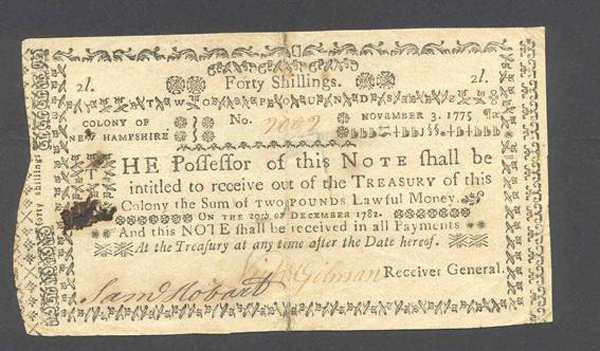 2l. Forty Shillings. 2l.
TWO POUNDS
COLONY OF NEW HAMPSHIRE No. NOVEMBER 3. 1775
THE Possessor of this NOTE shall be
intitled to receive out of the TREASURY of this
Colony the Sum of TWO POUNDS Lawful Money.
ON THE 20th OF DECEMBER 1782.
And this NOTE shall be received in all Payments
At the Treasury at any time after the Date hereof.
Gilman Receiver General.
Sam.
forty shillings